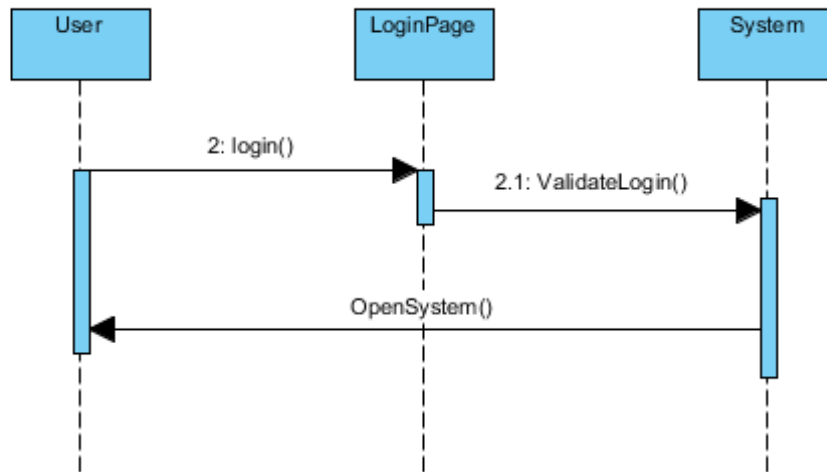 User
LoginPage
System
2: login()
2.1: ValidateLogin()
OpenSystem()